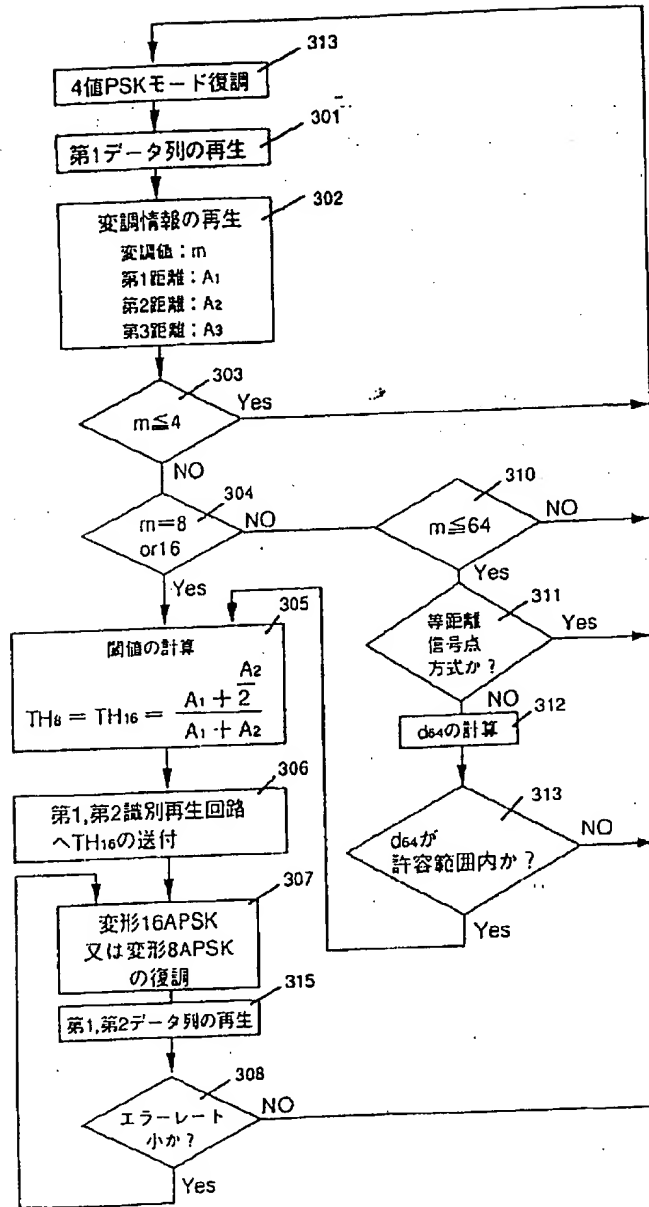 313
4値PSKモード復調
301
第1データ列の再生
302
変調情報の再生
変調値：m
第1距離：A1
第2距離：A2
第3距離：A3
303
m≦4
Yes
NO
304
m=8
or16
NO
Yes
310
m≦64
NO
Yes
311
等距離
信号点
方式か？
Yes
NO
312
d64の計算
313
d64が
許容範囲内か？
NO
Yes
305
閾値の計算
TH8 = TH16 = (A1 + A2/2) / (A1 + A2)
306
第1,第2識別再生回路
へTH16の送付
307
変形16APSK
又は変形8APSK
の復調
315
第1,第2データ列の再生
308
エラーレート
小か？
NO
Yes